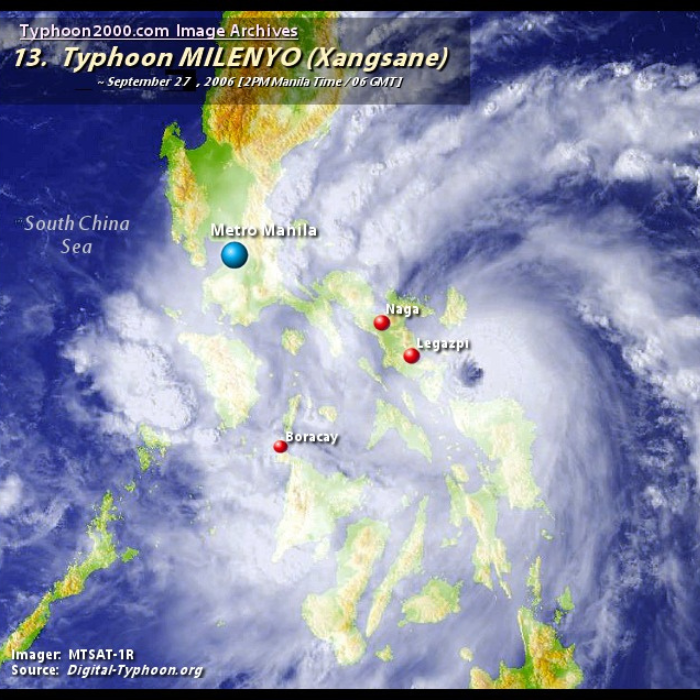 Typhoon2000.com Image Archives
13. Typhoon MILENYO (Xangsane)
~ September 27 , 2006 [2PM Manila Time / 06 GMT]
South China
Sea
Metro Manila
Naga
Legazpi
Boracay
Imager: MTSAT-1R
Source: Digital-Typhoon.org